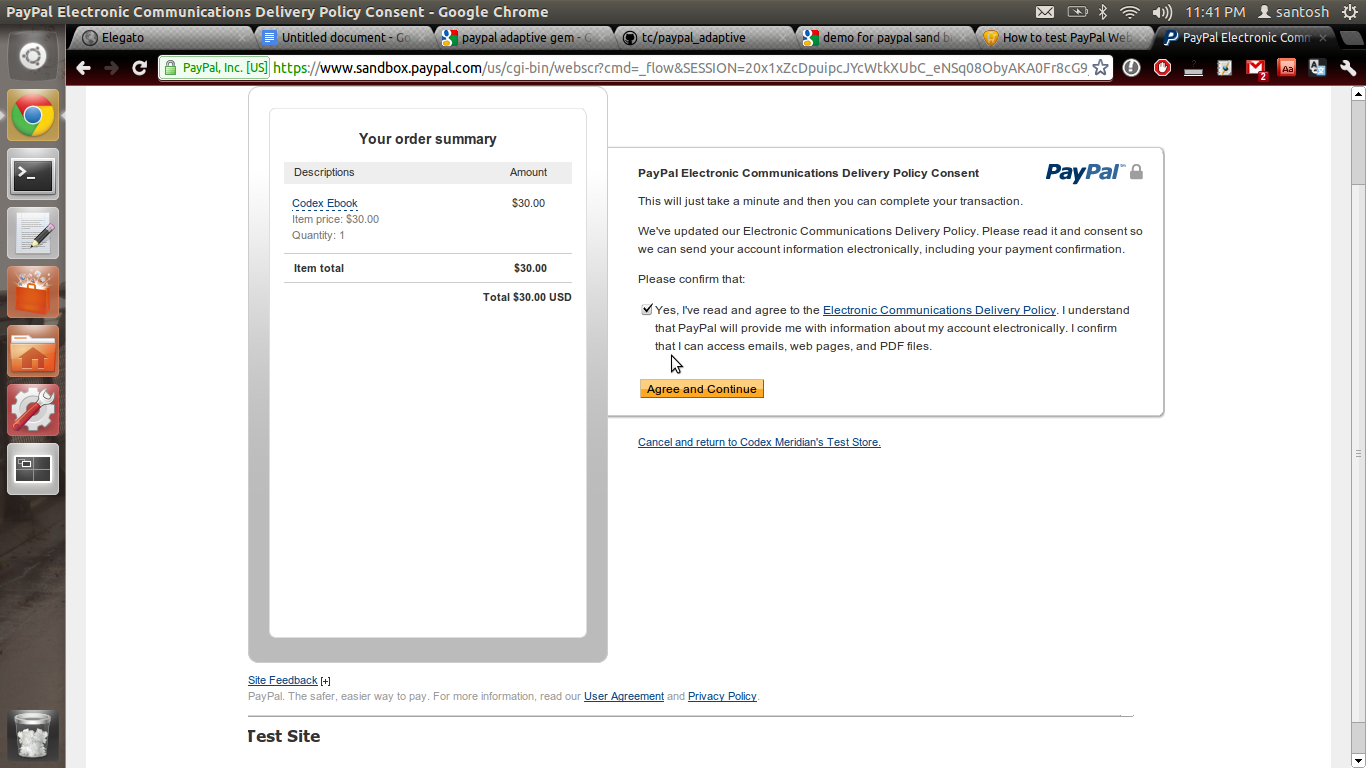 PayPal Electronic Communications Delivery Policy Consent - Google Chrome
11:41 PM santosh
Elegato
Untitled document - Go
paypal adaptive gem - G
tc/paypal_adaptive
demo for paypal sand b
How to test PayPal Web
PayPal Electronic Comm
PayPal, Inc. [US] https://www.sandbox.paypal.com/us/cgi-bin/webscr?cmd=_flow&SESSION=20x1xZcDpuipcJYcWtkXUbC_eNSq08ObyAKA0Fr8cG9
2
Aa
Your order summary
Descriptions Amount
Codex Ebook $30.00
Item price: $30.00
Quantity: 1
Item total $30.00
Total $30.00 USD
PayPal Electronic Communications Delivery Policy Consent
PayPal
This will just take a minute and then you can complete your transaction.
We've updated our Electronic Communications Delivery Policy. Please read it and consent so
we can send your account information electronically, including your payment confirmation.
Please confirm that:
Yes, I've read and agree to the Electronic Communications Delivery Policy. I understand
that PayPal will provide me with information about my account electronically. I confirm
that I can access emails, web pages, and PDF files.
Agree and Continue
Cancel and return to Codex Meridian's Test Store.
Site Feedback [+]
PayPal. The safer, easier way to pay. For more information, read our User Agreement and Privacy Policy.
Test Site